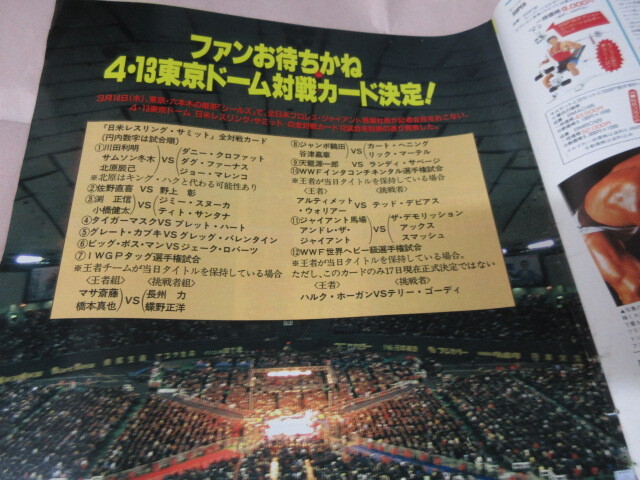 ファンお待ちかね
4・13東京ドーム対戦カード決定!
『日米レスリング・サミット』全対戦カード
(円内数字は試合順)
①川田利明
サムソン冬木
北原辰己
VS
ダニー・クロファット
ダグ・ファーナス
ジョー・マレンコ
※北原はキング・ハクと代わる可能性あり
②佐野直喜 VS 野上 彰
③渕 正信
小橋健太
VS
ジミー・スヌーカ
ティト・サンタナ
④タイガーマスクVSブレット・ハート
⑤グレート・カブキVSグレッグ・バレンタイン
⑥ビッグ・ボス・マンVSジェーク・ロバーツ
⑦IWGPタッグ選手権試合
※王者チームが当日タイトルを保持している場合
〈王者組〉 〈挑戦者組〉
マサ斎藤
橋本真也
VS
長州 力
蝶野正洋
⑧ジャンボ鶴田
谷津嘉章
VS
カート・ヘニング
リック・マーテル
⑨天龍源一郎 VS ランディ・サベージ
⑩WWFインタコンチネンタル選手権試合
※王者が当日タイトルを保持している場合
〈王者〉 〈挑戦者〉
アルティメット
・ウォリアー
VS テッド・デビアス
⑪ジャイアント馬場
アンドレ・ザ・
ジャイアント
VS
ザ・デモリッション
アックス
スマッシュ
⑫WWF世界ヘビー級選手権試合
※王者が当日タイトルを保持している場合。
ただし、このカードのみ17日現在正式決定ではない
〈王者〉 〈挑戦者〉
ハルク・ホーガンVSテリー・ゴーディ